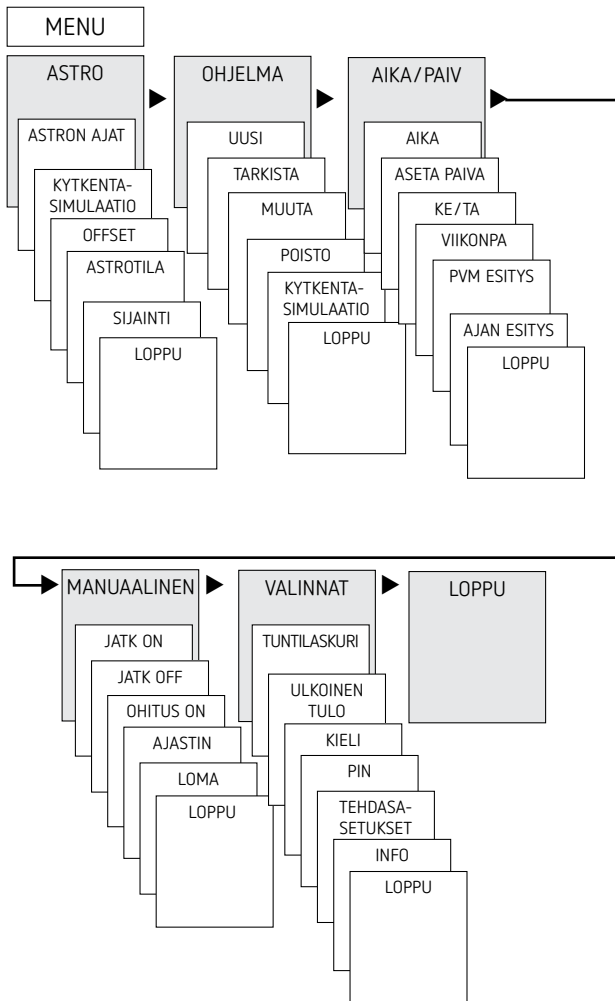 MENU
ASTRO
ASTRON AJAT
KYTKENTA-
SIMULAATIO
OFFSET
ASTROTILA
SIJAINTI
LOPPU
OHJELMA
UUSI
TARKISTA
MUUTA
POISTO
KYTKENTA-
SIMULAATIO
LOPPU
AIKA/PAIV
AIKA
ASETA PAIVA
KE/TA
VIIKONPA
PVM ESITYS
AJAN ESITYS
LOPPU
MANUAALINEN
JATK ON
JATK OFF
OHITUS ON
AJASTIN
LOMA
LOPPU
VALINNAT
TUNTILASKURI
ULKOINEN
TULO
KIELI
PIN
TEHDASA-
SETUKSET
INFO
LOPPU
LOPPU